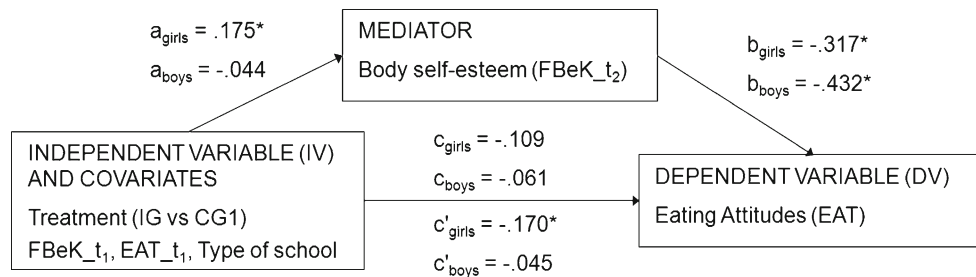 a_girls = .175*
a_boys = -.044
MEDIATOR
Body self-esteem (FBeK_t₂)
b_girls = -.317*
b_boys = -.432*
INDEPENDENT VARIABLE (IV)
AND COVARIATES
Treatment (IG vs CG1)
FBeK_t₁, EAT_t₁, Type of school
c_girls = -.109
c_boys = -.061
c'_girls = -.170*
c'_boys = -.045
DEPENDENT VARIABLE (DV)
Eating Attitudes (EAT)